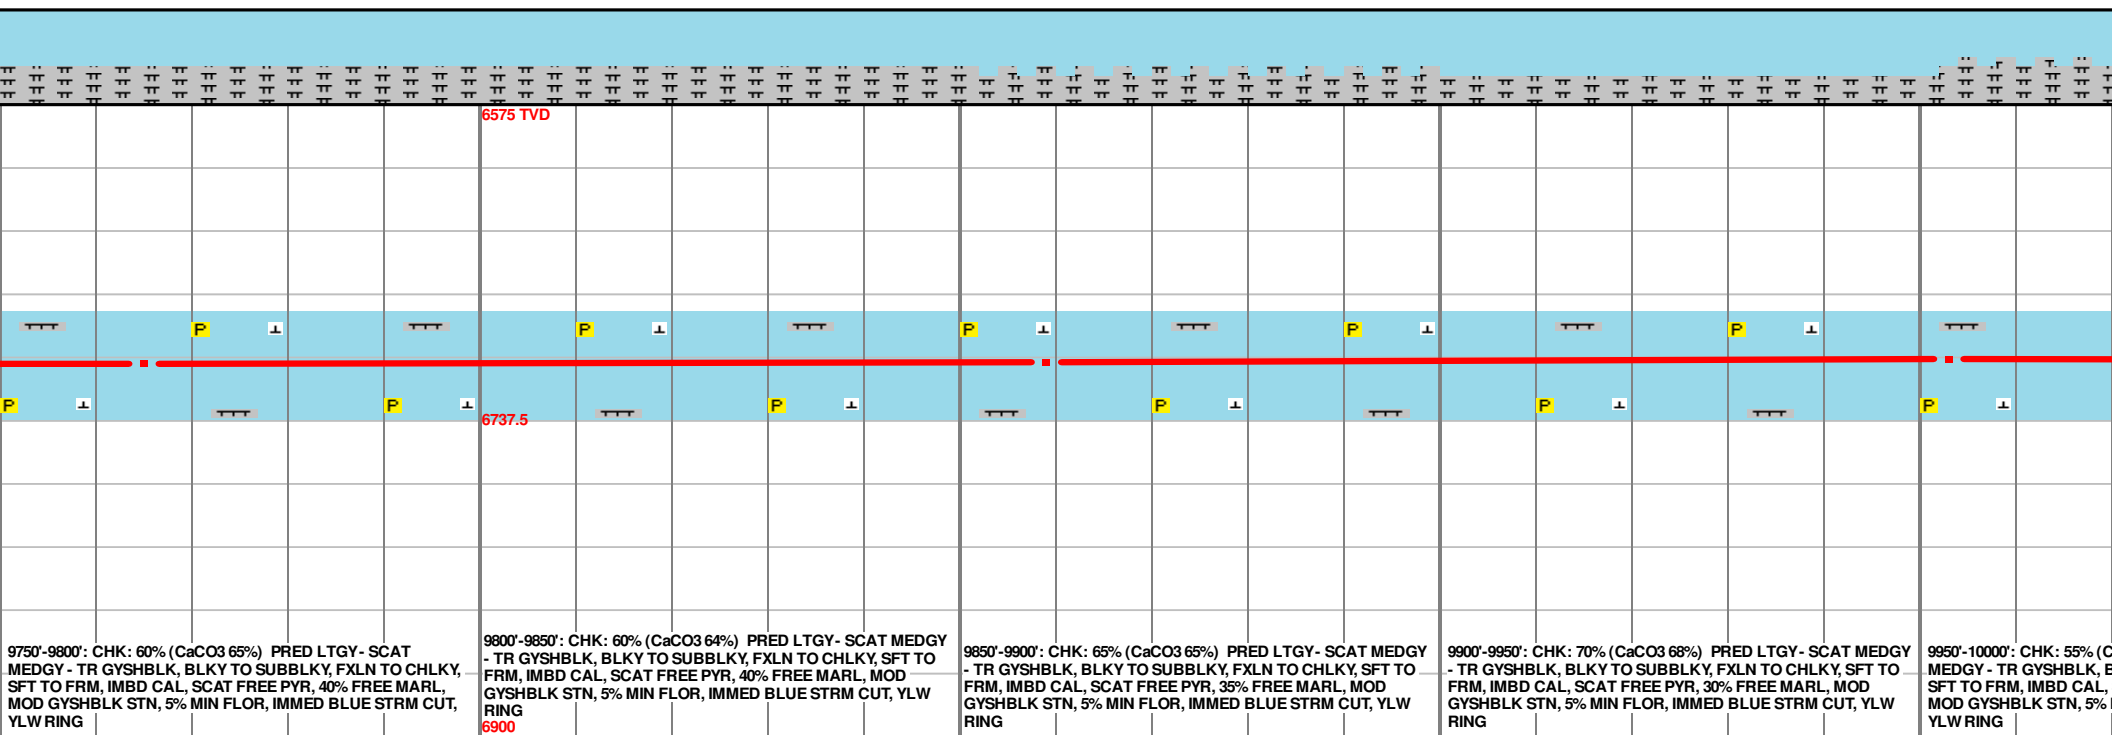 6575 TVD
P
P
P
P
P
P
P
P
P
P
6737.5
9750'-9800': CHK: 60% (CaCO3 65%) PRED LTGY- SCAT
MEDGY - TR GYSHBLK, BLKY TO SUBBLKY, FXLN TO CHLKY,
SFT TO FRM, IMBD CAL, SCAT FREE PYR, 40% FREE MARL,
MOD GYSHBLK STN, 5% MIN FLOR, IMMED BLUE STRM CUT,
YLW RING
9800'-9850': CHK: 60% (CaCO3 64%) PRED LTGY- SCAT MEDGY
- TR GYSHBLK, BLKY TO SUBBLKY, FXLN TO CHLKY, SFT TO
FRM, IMBD CAL, SCAT FREE PYR, 40% FREE MARL, MOD
GYSHBLK STN, 5% MIN FLOR, IMMED BLUE STRM CUT, YLW
RING
6900
9850'-9900': CHK: 65% (CaCO3 65%) PRED LTGY- SCAT MEDGY
- TR GYSHBLK, BLKY TO SUBBLKY, FXLN TO CHLKY, SFT TO
FRM, IMBD CAL, SCAT FREE PYR, 35% FREE MARL, MOD
GYSHBLK STN, 5% MIN FLOR, IMMED BLUE STRM CUT, YLW
RING
9900'-9950': CHK: 70% (CaCO3 68%) PRED LTGY- SCAT MEDGY
- TR GYSHBLK, BLKY TO SUBBLKY, FXLN TO CHLKY, SFT TO
FRM, IMBD CAL, SCAT FREE PYR, 30% FREE MARL, MOD
GYSHBLK STN, 5% MIN FLOR, IMMED BLUE STRM CUT, YLW
RING
9950'-10000': CHK: 55% (C
MEDGY - TR GYSHBLK, B
SFT TO FRM, IMBD CAL,
MOD GYSHBLK STN, 5%
YLW RING